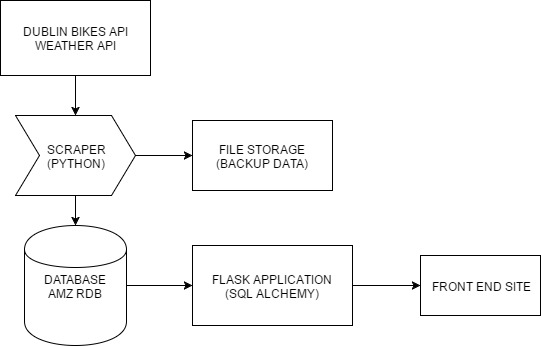 DUBLIN BIKES API
WEATHER API
SCRAPER
(PYTHON)
FILE STORAGE
(BACKUP DATA)
DATABASE
AMZ RDB
FLASK APPLICATION
(SQL ALCHEMY)
FRONT END SITE